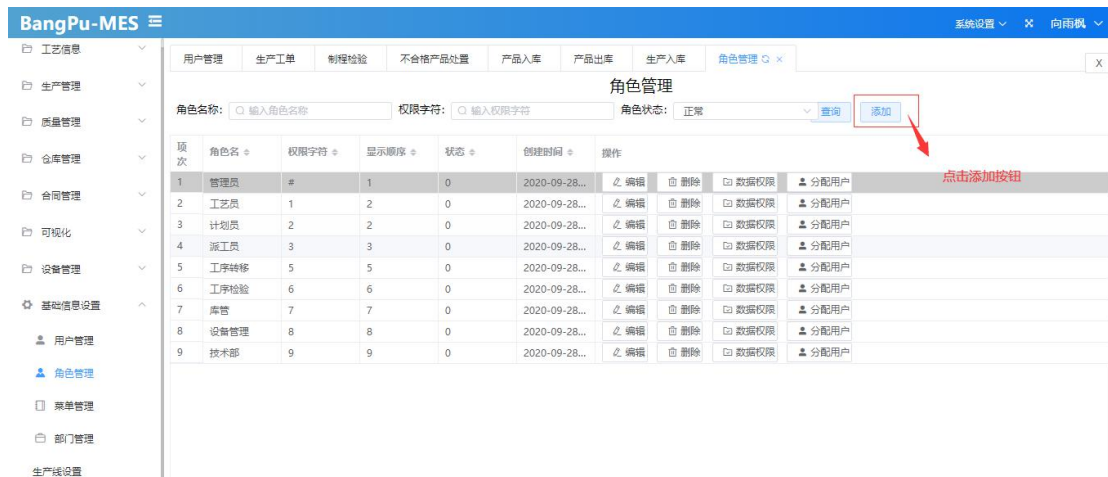 BangPu-MES
系统设置 向雨枫
工艺信息
生产管理
质量管理
仓库管理
合同管理
可视化
设备管理
基础信息设置
用户管理
角色管理
菜单管理
部门管理
生产线设置
用户管理 生产工单 制程检验 不合格产品处置 产品入库 产品出库 生产入库 角色管理 ×
X
角色管理
角色名称: 输入角色名称 权限字符: 输入权限字符 角色状态: 正常 查询 添加
点击添加按钮
项次 角色名 权限字符 显示顺序 状态 创建时间 操作
1 管理员 # 1 0 2020-09-28... 编辑 删除 数据权限 分配用户
2 工艺员 1 2 0 2020-09-28... 编辑 删除 数据权限 分配用户
3 计划员 2 2 0 2020-09-28... 编辑 删除 数据权限 分配用户
4 派工员 3 3 0 2020-09-28... 编辑 删除 数据权限 分配用户
5 工序转移 5 5 0 2020-09-28... 编辑 删除 数据权限 分配用户
6 工序检验 6 6 0 2020-09-28... 编辑 删除 数据权限 分配用户
7 库管 7 7 0 2020-09-28... 编辑 删除 数据权限 分配用户
8 设备管理 8 8 0 2020-09-28... 编辑 删除 数据权限 分配用户
9 技术部 9 9 0 2020-09-28... 编辑 删除 数据权限 分配用户